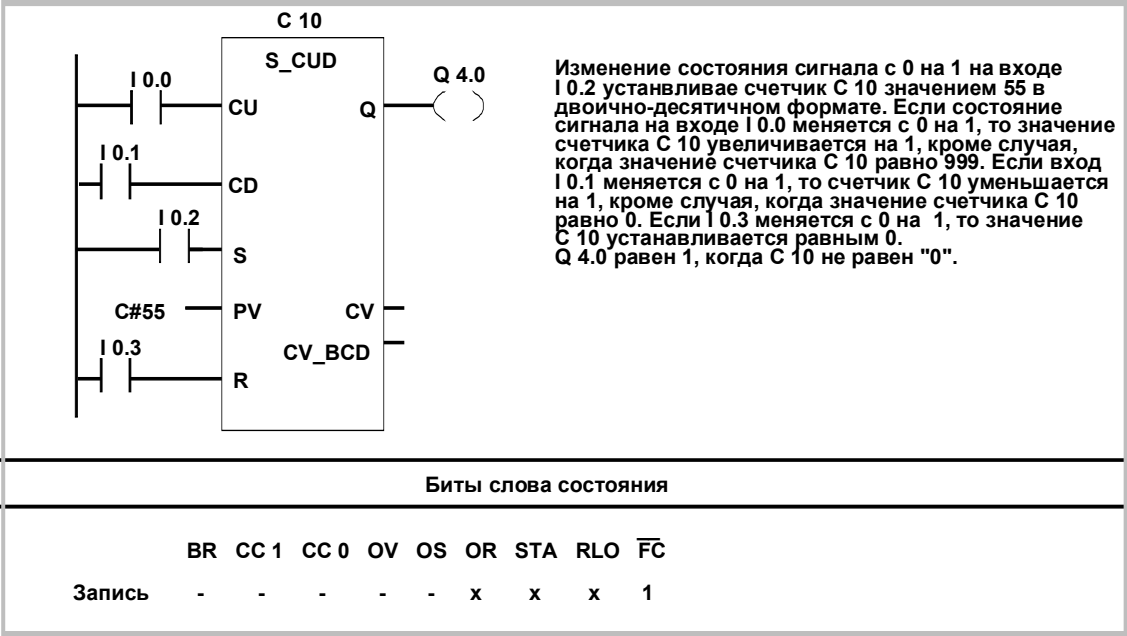 C 10
S_CUD
I 0.0
Q 4.0
CU
Q
I 0.1
CD
I 0.2
S
C#55
PV
CV
I 0.3
CV_BCD
R
Изменение состояния сигнала с 0 на 1 на входе
I 0.2 устанвливае счетчик C 10 значением 55 в
двоично-десятичном формате. Если состояние
сигнала на входе I 0.0 меняется с 0 на 1, то значение
счетчика C 10 увеличивается на 1, кроме случая,
когда значение счетчика C 10 равно 999. Если вход
I 0.1 меняется с 0 на 1, то счетчик C 10 уменьшается
на 1, кроме случая, когда значение счетчика C 10
равно 0. Если I 0.3 меняется с 0 на 1, то значение
C 10 устанавливается равным 0.
Q 4.0 равен 1, когда C 10 не равен "0".
Биты слова состояния
BR CC 1 CC 0 OV OS OR STA RLO F̅C̅
Запись - - - - - x x x 1